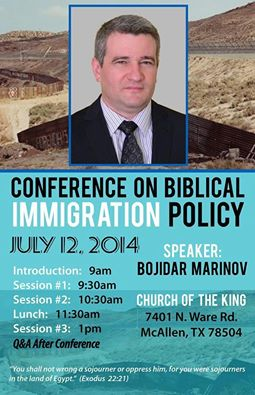 CONFERENCE ON BIBLICAL
IMMIGRATION POLICY
JULY 12, 2014
Introduction: 9am
Session #1: 9:30am
Session #2: 10:30am
Lunch: 11:30am
Session #3: 1pm
Q&A After Conference
SPEAKER:
BOJIDAR MARINOV
CHURCH OF THE KING
7401 N. Ware Rd.
McAllen, TX 78504
"You shall not wrong a sojourner or oppress him, for you were sojourners
in the land of Egypt." (Exodus 22:21)